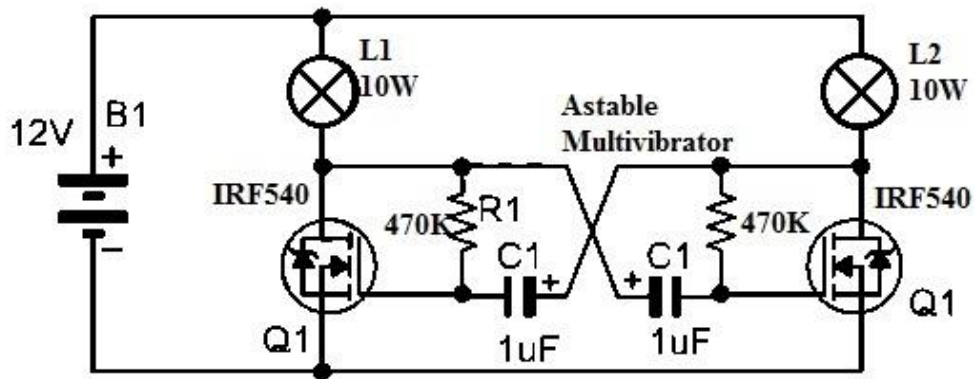 L1
10W
L2
10W
Astable
Multivibrator
12V
B1
+
IRF540
470K
R1
470K
IRF540
C1
+
+
C1
−
Q1
1uF
1uF
Q1